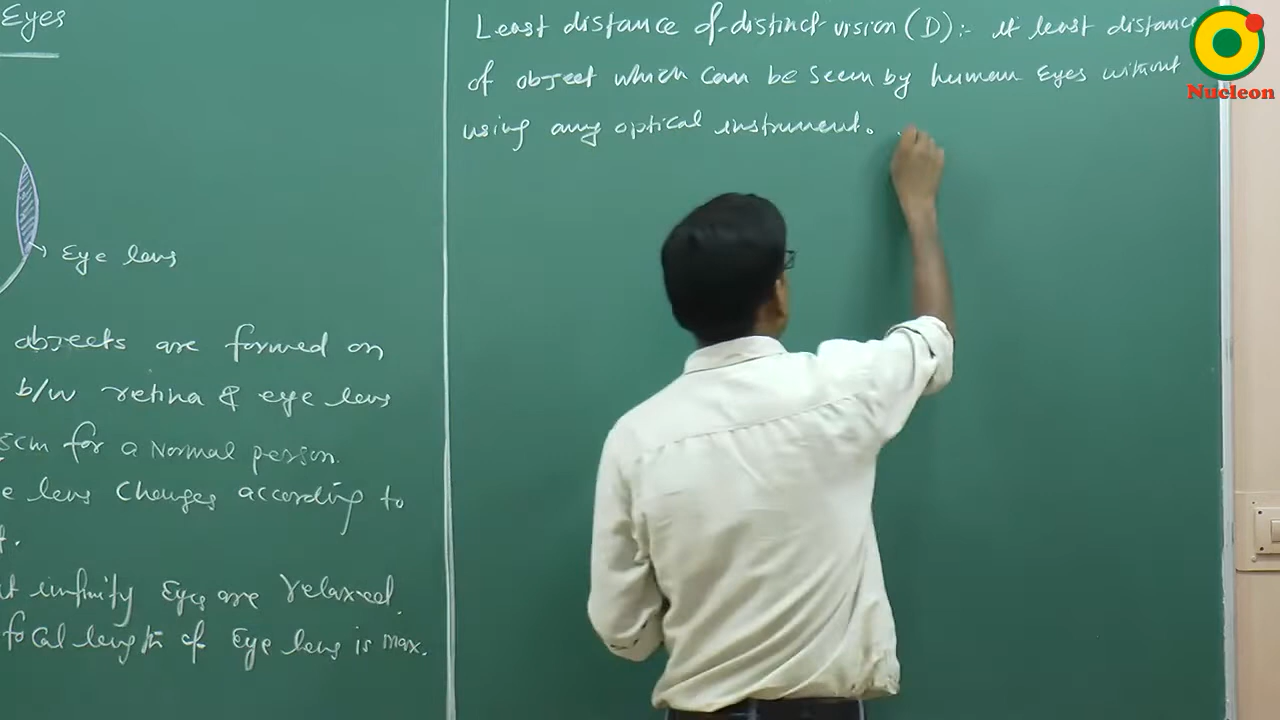 Eyes
Eye lens
objects are formed on
b/w retina & eye lens
5cm for a Normal person.
e lens Changes according to
t.
t infinity Eyes are relaxed.
focal length of Eye lens is max.
Least distance of distinct vision (D):- it least distance
of object which can be seen by human Eyes without
using any optical instrument.
Nucleon